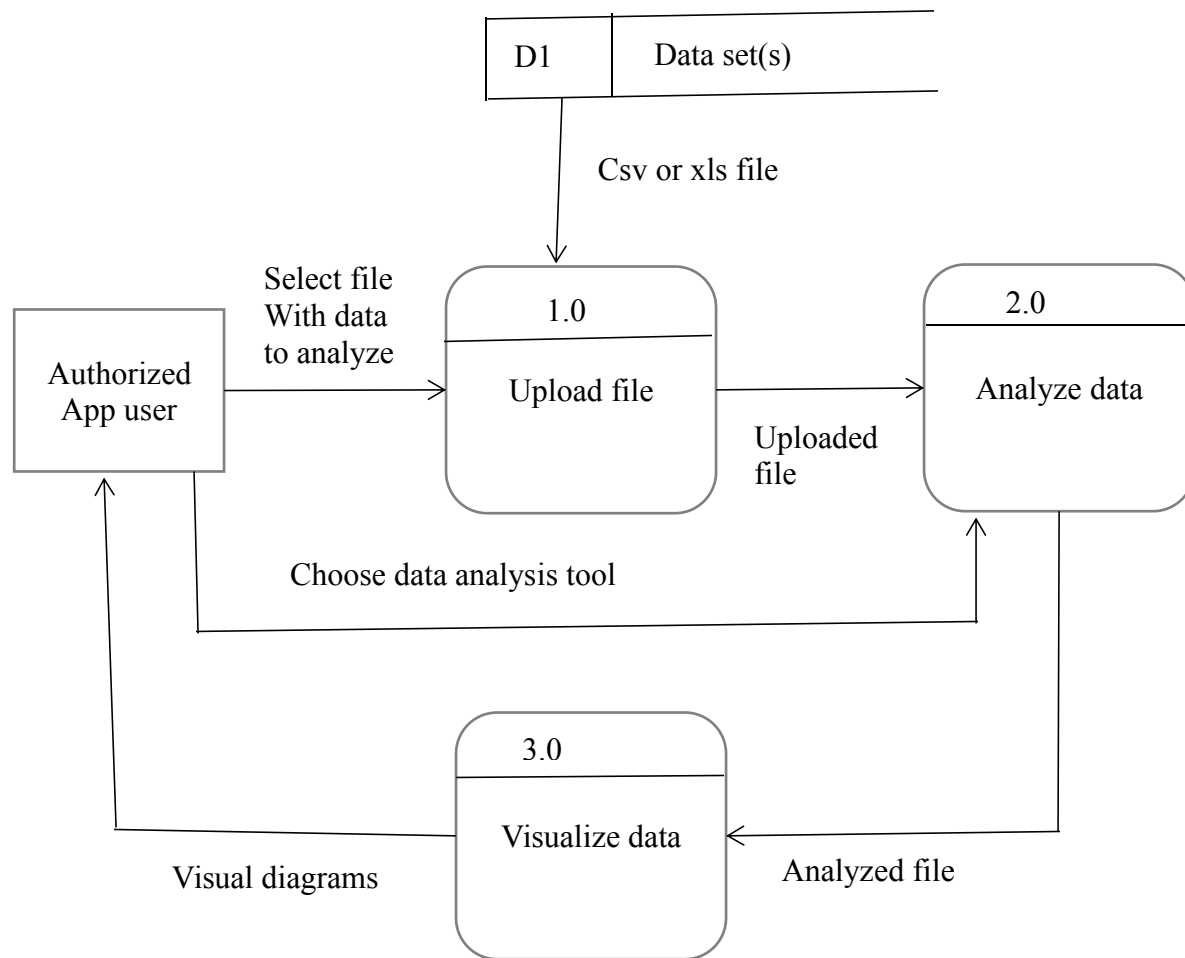 D1
Data set(s)
Csv or xls file
Select file
With data
to analyze
1.0
2.0
Authorized
App user
Upload file
Analyze data
Uploaded
file
Choose data analysis tool
3.0
Visualize data
Visual diagrams
Analyzed file